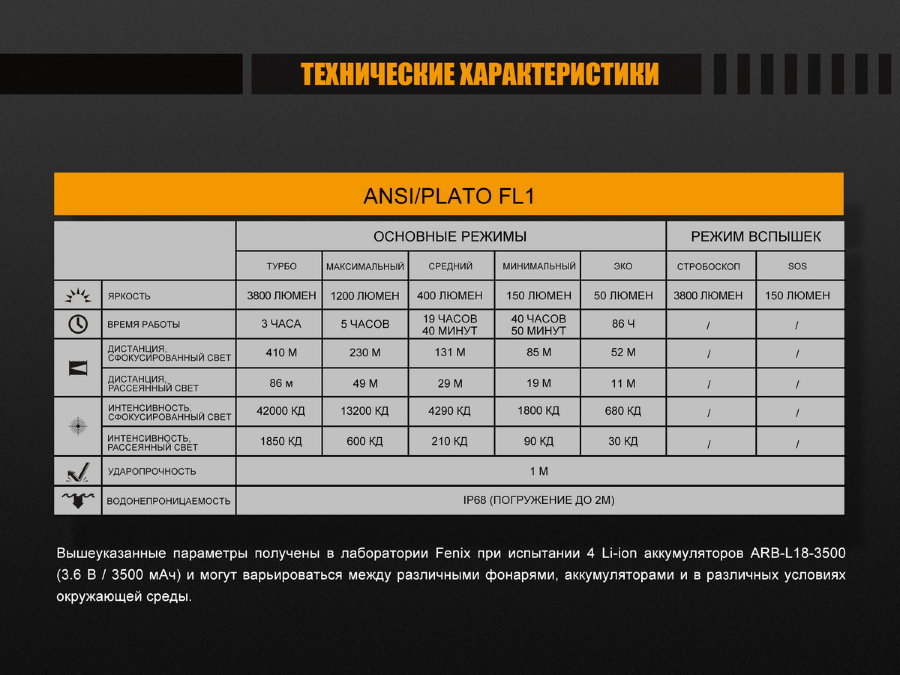 ТЕХНИЧЕСКИЕ ХАРАКТЕРИСТИКИ
ANSI/PLATO FL1
ОСНОВНЫЕ РЕЖИМЫ РЕЖИМ ВСПЫШЕК
ТУРБО МАКСИМАЛЬНЫЙ СРЕДНИЙ МИНИМАЛЬНЫЙ ЭКО СТРОБОСКОП SOS
ЯРКОСТЬ 3800 ЛЮМЕН 1200 ЛЮМЕН 400 ЛЮМЕН 150 ЛЮМЕН 50 ЛЮМЕН 3800 ЛЮМЕН 150 ЛЮМЕН
ВРЕМЯ РАБОТЫ 3 ЧАСА 5 ЧАСОВ 19 ЧАСОВ 40 МИНУТ 40 ЧАСОВ 50 МИНУТ 86 Ч / /
ДИСТАНЦИЯ, СФОКУСИРОВАННЫЙ СВЕТ 410 М 230 М 131 М 85 М 52 М / /
ДИСТАНЦИЯ, РАССЕЯННЫЙ СВЕТ 86 м 49 М 29 М 19 М 11 М / /
ИНТЕНСИВНОСТЬ, СФОКУСИРОВАННЫЙ СВЕТ 42000 КД 13200 КД 4290 КД 1800 КД 680 КД / /
ИНТЕНСИВНОСТЬ, РАССЕЯННЫЙ СВЕТ 1850 КД 600 КД 210 КД 90 КД 30 КД / /
УДАРОПРОЧНОСТЬ 1 М
ВОДОНЕПРОНИЦАЕМОСТЬ IP68 (ПОГРУЖЕНИЕ ДО 2М)
Вышеуказанные параметры получены в лаборатории Fenix при испытании 4 Li-ion аккумуляторов ARB-L18-3500
(3.6 В / 3500 мАч) и могут варьироваться между различными фонарями, аккумуляторами и в различных условиях
окружающей среды.